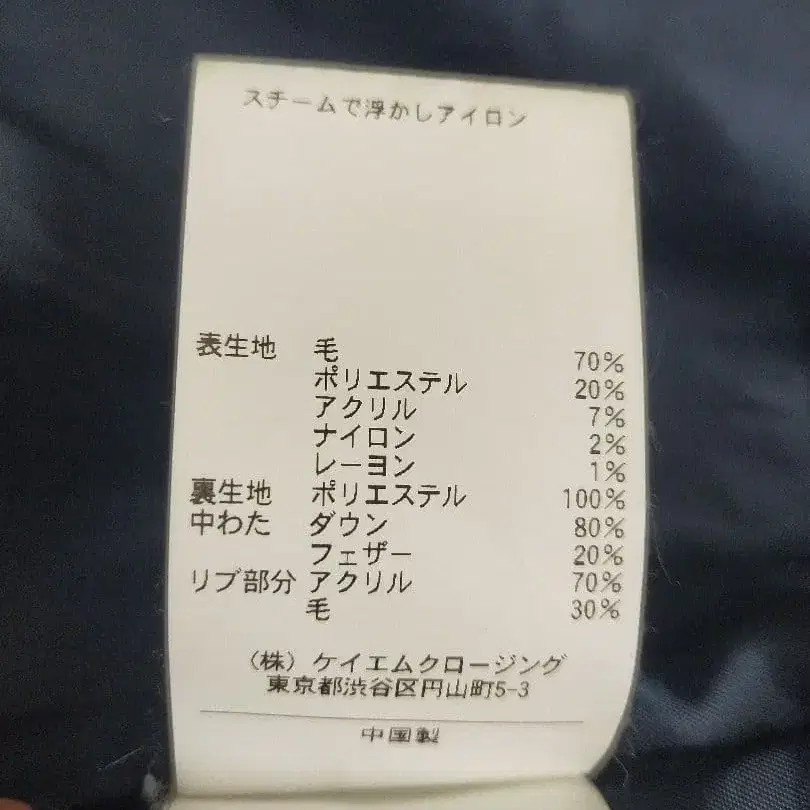 スチームで浮かしアイロン
表生地 毛 70%
ポリエステル 20%
アクリル 7%
ナイロン 2%
レーヨン 1%
裏生地 ポリエステル 100%
中わた ダウン 80%
フェザー 20%
リブ部分 アクリル 70%
毛 30%
(株) ケイエムクロージング
東京都渋谷区円山町5-3
中国製